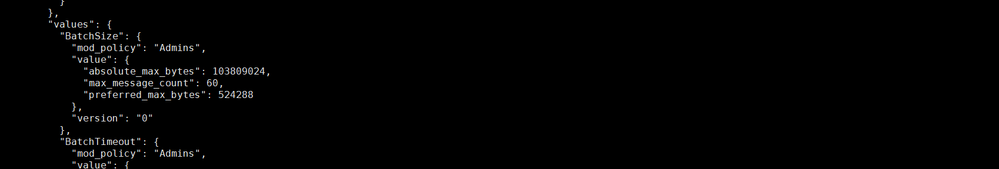 }
},
"values": {
"BatchSize": {
"mod_policy": "Admins",
"value": {
"absolute_max_bytes": 103809024,
"max_message_count": 60,
"preferred_max_bytes": 524288
},
"version": "0"
},
"BatchTimeout": {
"mod_policy": "Admins",
"value": {